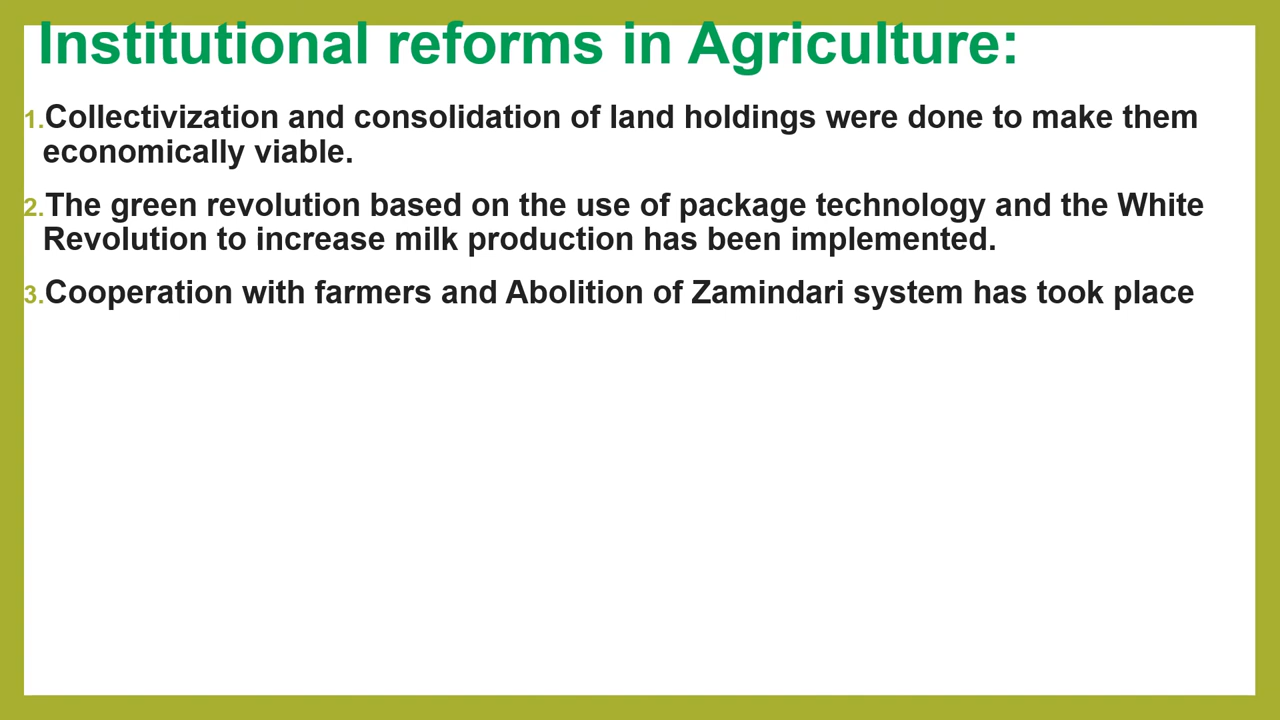 Institutional reforms in Agriculture:
1.Collectivization and consolidation of land holdings were done to make them
economically viable.
2.The green revolution based on the use of package technology and the White
Revolution to increase milk production has been implemented.
3.Cooperation with farmers and Abolition of Zamindari system has took place